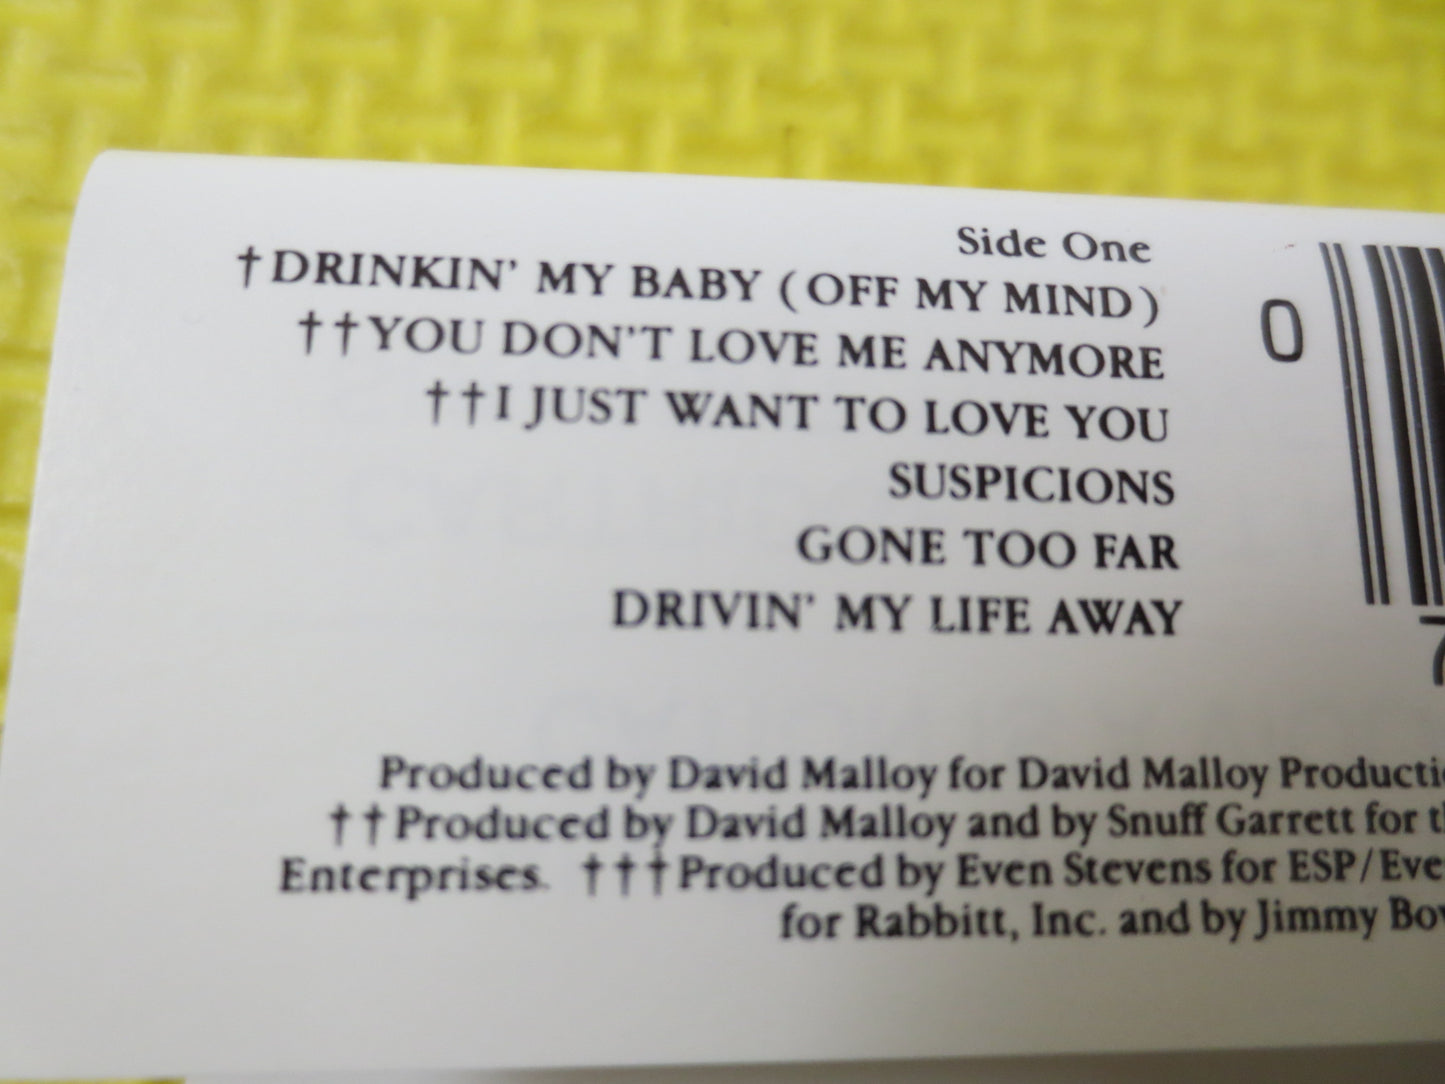 Side One
†DRINKIN' MY BABY (OFF MY MIND)
††YOU DON'T LOVE ME ANYMORE
††I JUST WANT TO LOVE YOU
SUSPICIONS
GONE TOO FAR
DRIVIN' MY LIFE AWAY
0
Produced by David Malloy for David Malloy
††Produced by David Malloy and by Snuff Garrett for
Enterprises. †††Produced by Even Stevens for ESP/
for Rabbitt, Inc. and by Jimmy